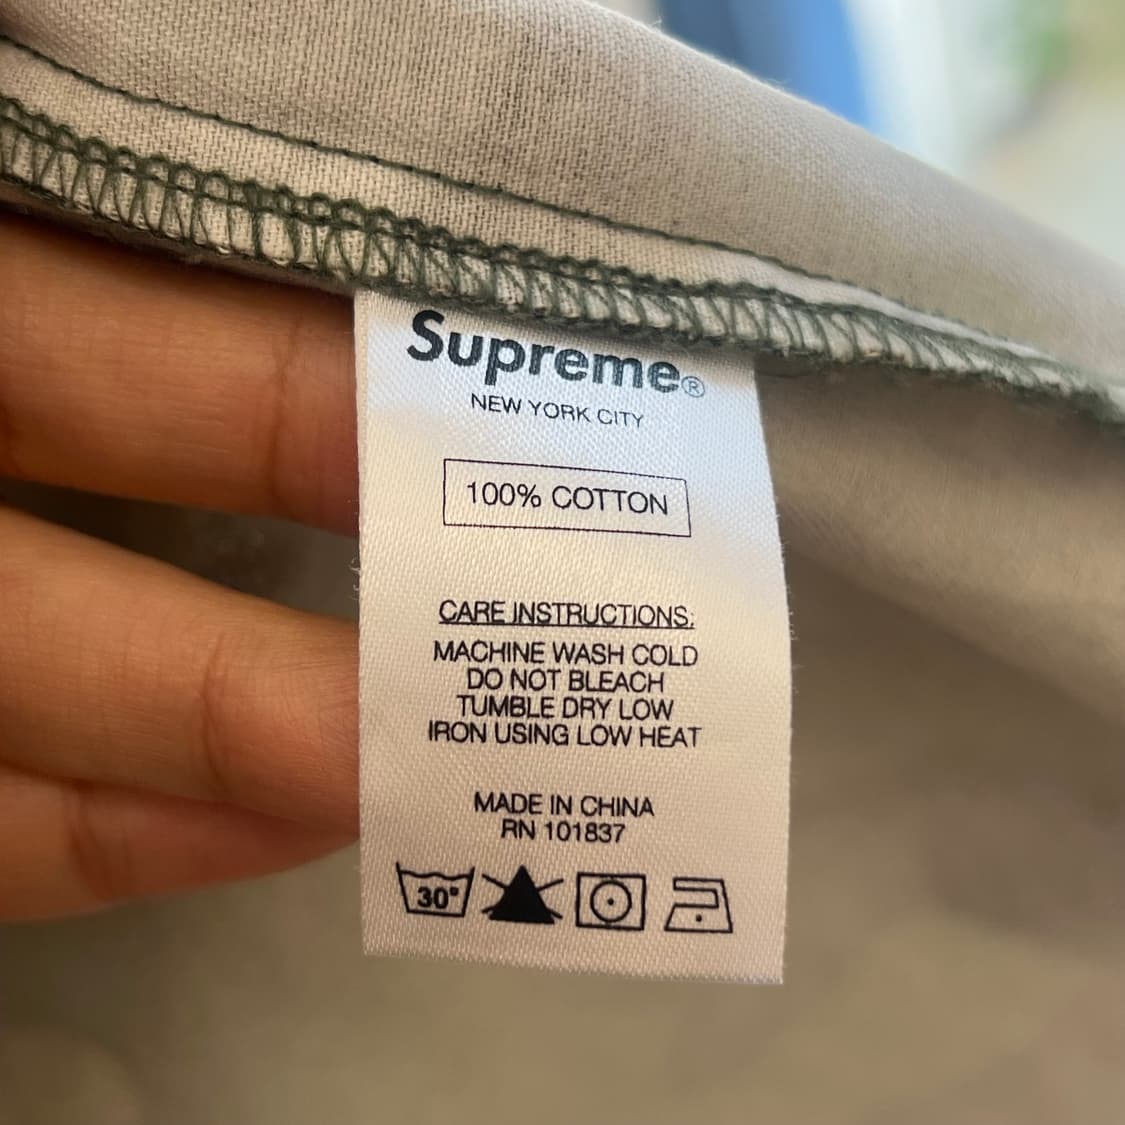 Supreme®
NEW YORK CITY
100% COTTON
CARE INSTRUCTIONS:
MACHINE WASH COLD
DO NOT BLEACH
TUMBLE DRY LOW
IRON USING LOW HEAT
MADE IN CHINA
RN 101837
30°